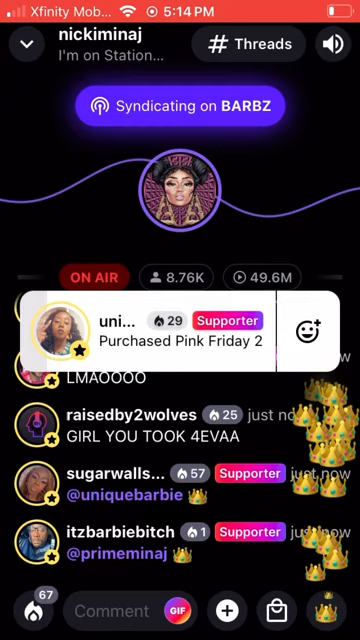 Xfinity Mob... 5:14 PM
nickiminaj
I'm on Station...
# Threads
Syndicating on BARBZ
ON AIR 8.76K 49.6M
uni... 29 Supporter
Purchased Pink Friday 2
LMAOOOO
raisedby2wolves 25 just no
GIRL YOU TOOK 4EVAA
sugarwalls... 57 Supporter just now
@uniquebarbie
itzbarbiebitch 1 Supporter just now
@primeminaj
67
Comment GIF